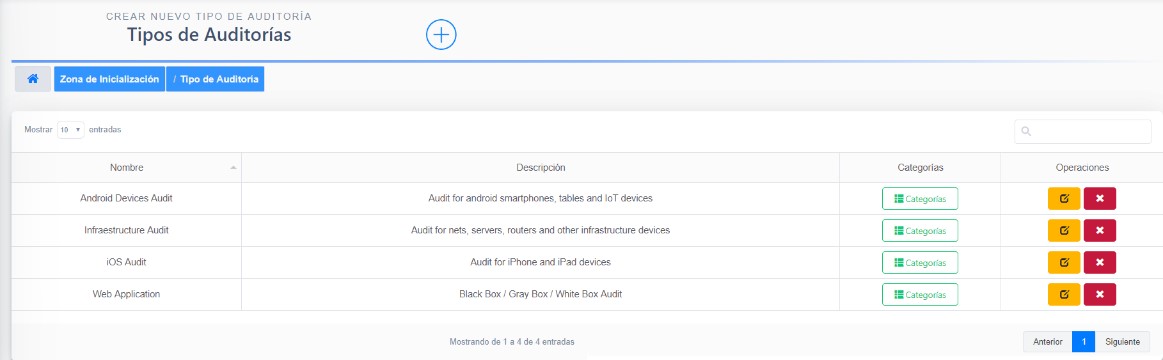 CREAR NUEVO TIPO DE AUDITORÍA
Tipos de Auditorías
Zona de Inicialización / Tipo de Auditoria
Mostrar 10 entradas
Nombre Descripción Categorías Operaciones
Android Devices Audit Audit for android smartphones, tables and IoT devices Categorías
Infraestructure Audit Audit for nets, servers, routers and other infrastructure devices Categorías
iOS Audit Audit for iPhone and iPad devices Categorías
Web Application Black Box / Gray Box / White Box Audit Categorías
Mostrando de 1 a 4 de 4 entradas Anterior 1 Siguiente